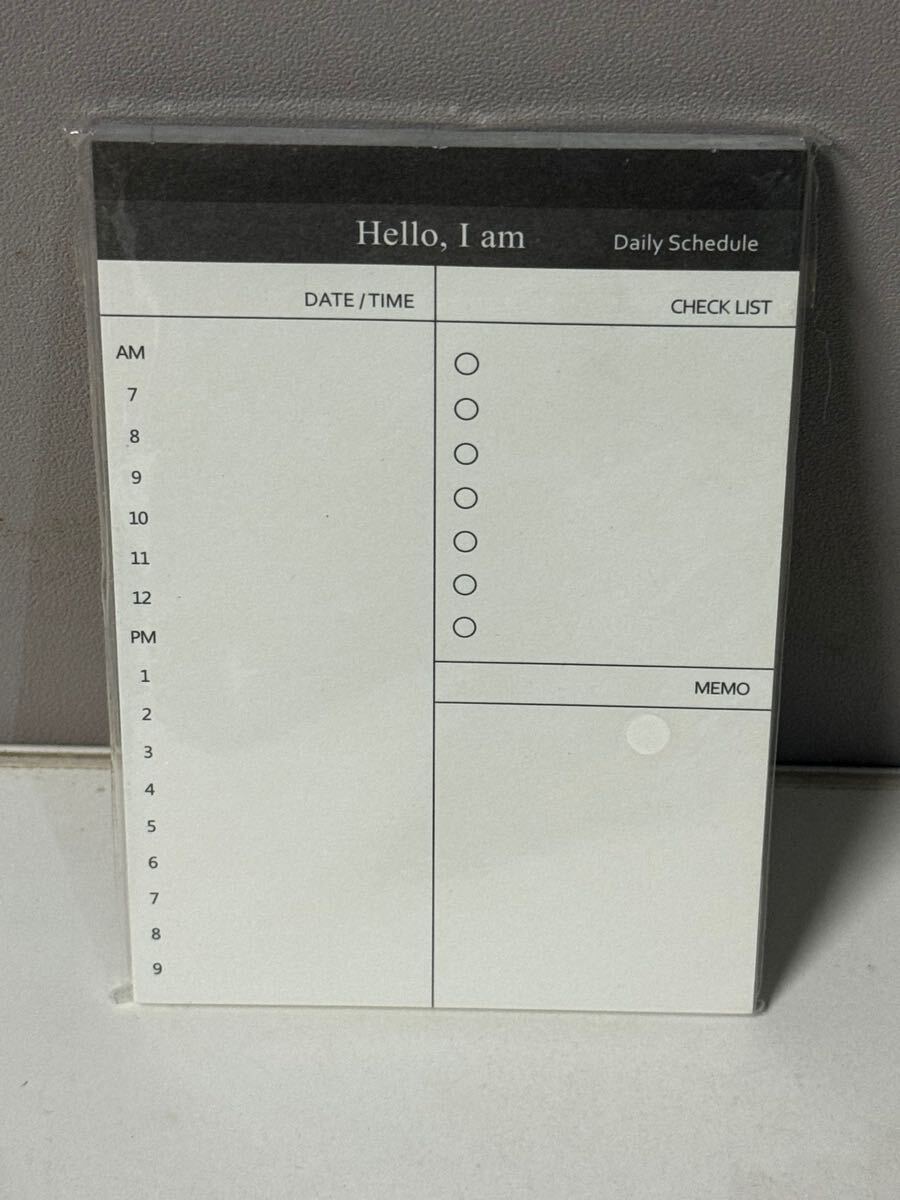 Hello, I am
Daily Schedule
DATE / TIME
AM
7
8
9
10
11
12
PM
1
2
3
4
5
6
7
8
9
CHECK LIST
MEMO